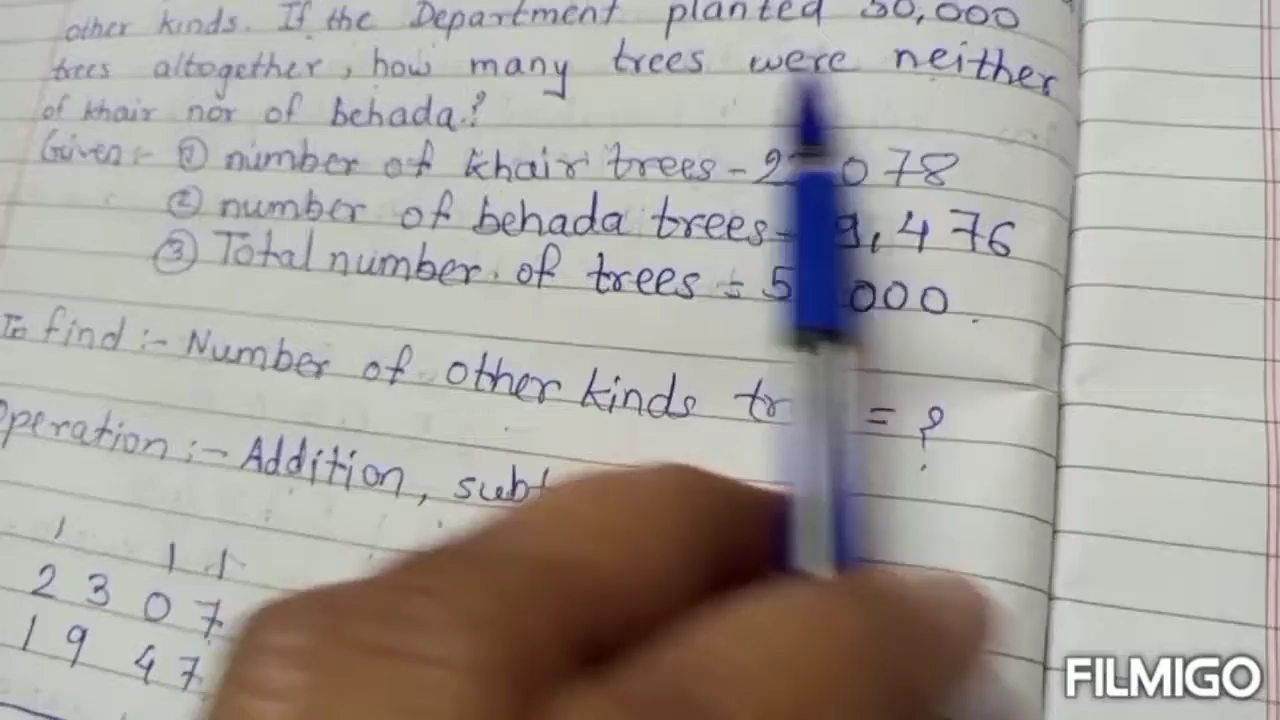 other kinds. If the Department planted 50,000
trees altogether, how many trees were neither
of khair nor of behada?
Given:- ① number of khair trees - 2 078
② number of behada trees - 9,476
③ Total number of trees = 5 000
To find :- Number of other kinds tr = ?
Operation :- Addition, subt
1 1 1
2 3 0 7
1 9 4 7
FILMIGO